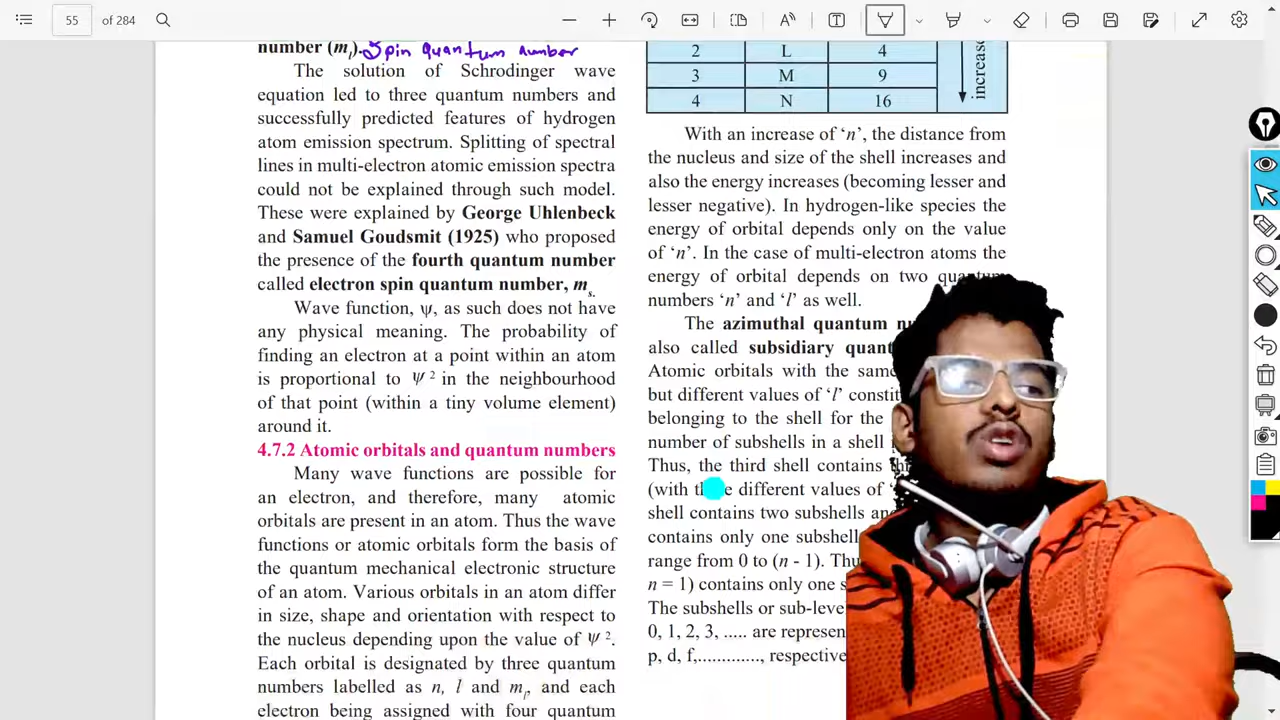 55 of 284
number (ml). Spin quantum number
The solution of Schrodinger wave
equation led to three quantum numbers and
successfully predicted features of hydrogen
atom emission spectrum. Splitting of spectral
lines in multi-electron atomic emission spectra
could not be explained through such model.
These were explained by George Uhlenbeck
and Samuel Goudsmit (1925) who proposed
the presence of the fourth quantum number
called electron spin quantum number, ms.
Wave function, ψ, as such does not have
any physical meaning. The probability of
finding an electron at a point within an atom
is proportional to ψ² in the neighbourhood
of that point (within a tiny volume element)
around it.
4.7.2 Atomic orbitals and quantum numbers
Many wave functions are possible for
an electron, and therefore, many atomic
orbitals are present in an atom. Thus the wave
functions or atomic orbitals form the basis of
the quantum mechanical electronic structure
of an atom. Various orbitals in an atom differ
in size, shape and orientation with respect to
the nucleus depending upon the value of ψ².
Each orbital is designated by three quantum
numbers labelled as n, l and ml, and each
electron being assigned with four quantum
2 L 4
3 M 9
4 N 16
increase
With an increase of ‘n’, the distance from
the nucleus and size of the shell increases and
also the energy increases (becoming lesser and
lesser negative). In hydrogen-like species the
energy of orbital depends only on the value
of ‘n’. In the case of multi-electron atoms the
energy of orbital depends on two quantum
numbers ‘n’ and ‘l’ as well.
The azimuthal quantum
also called subsidiary
Atomic orbitals with the same
but different values of ‘l’
belonging to the shell for the
number of subshells in a shell
Thus, the third shell contains
(with different values of
shell contains two subshells
contains only one subshell
range from 0 to (n - 1).
n = 1) contains only one
The subshells or
0, 1, 2, 3, ..... are
p, d, f,............,